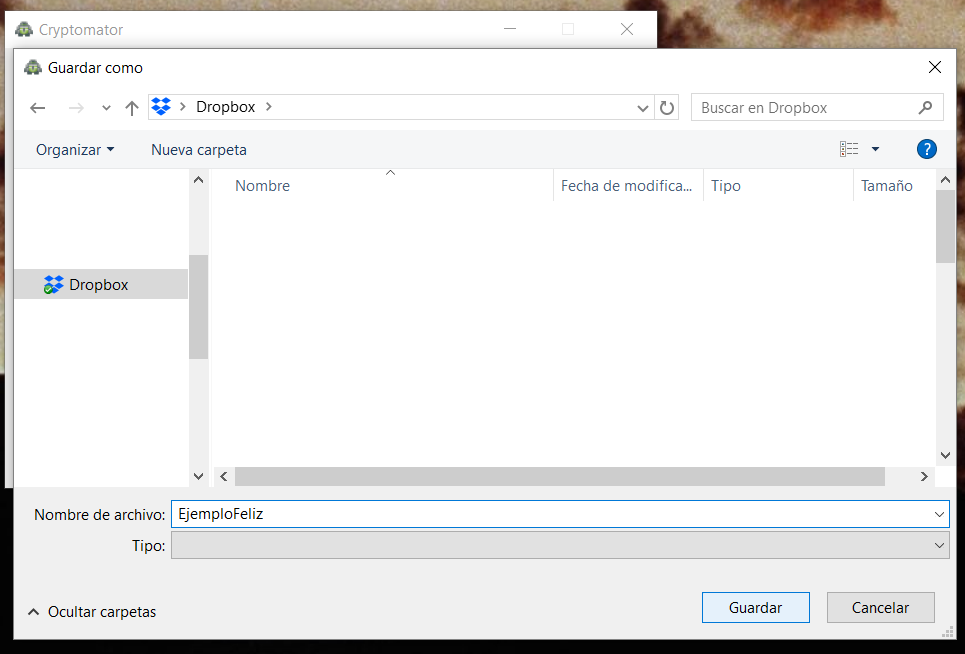 Cryptomator
Guardar como
Dropbox
Buscar en Dropbox
Organizar
Nueva carpeta
?
Nombre
Fecha de modifica...
Tipo
Tamaño
Dropbox
Nombre de archivo: EjemploFeliz
Tipo:
Ocultar carpetas
Guardar
Cancelar